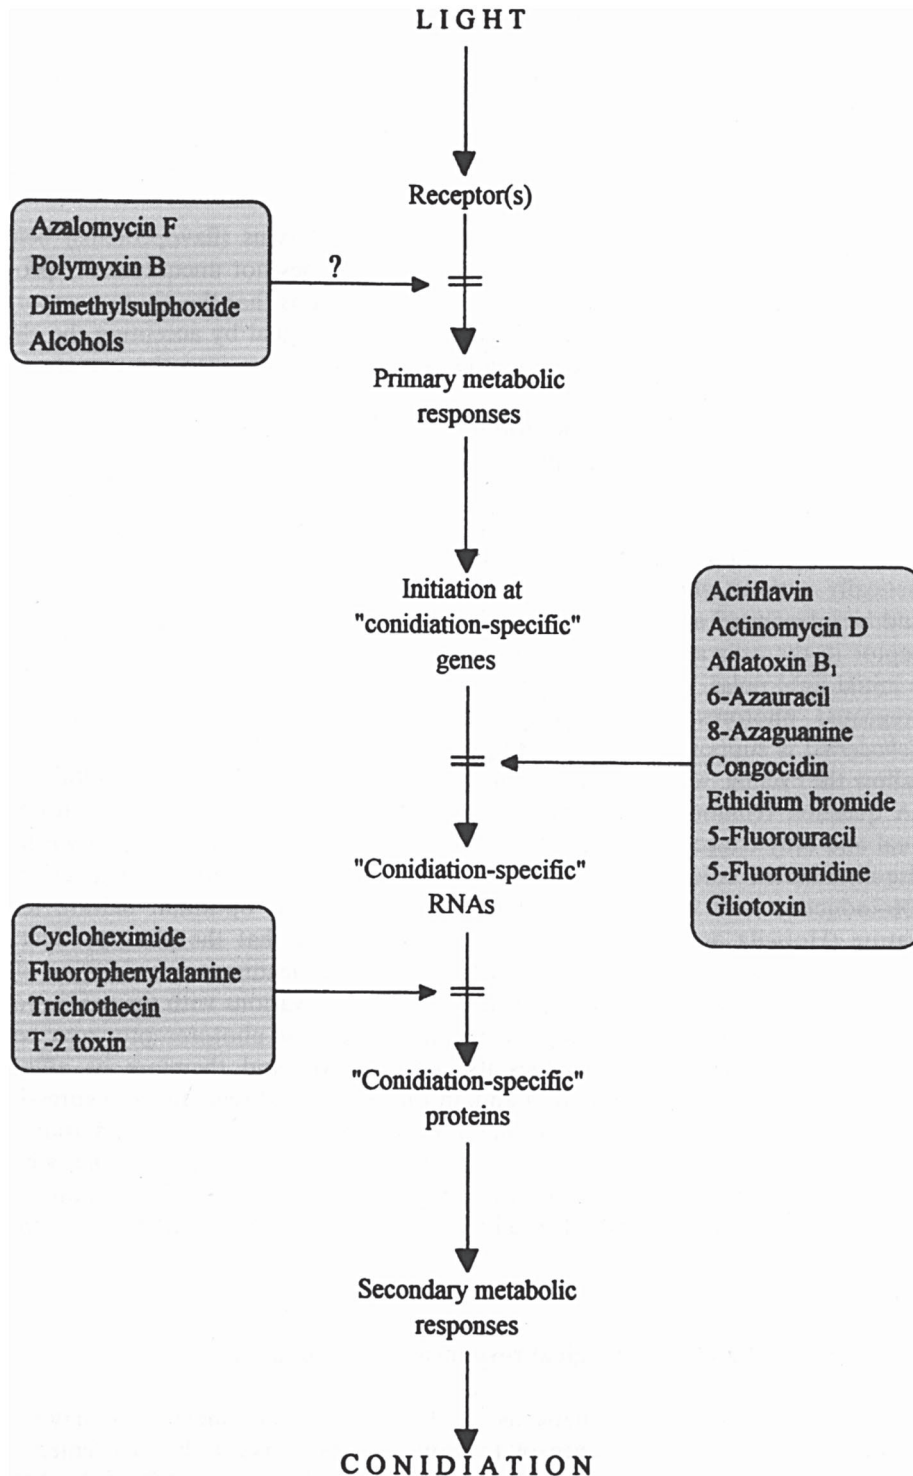 LIGHT
Receptor(s)
Azalomycin F
Polymyxin B
Dimethylsulphoxide
Alcohols
?
Primary metabolic
responses
Initiation at
"conidiation-specific"
genes
Acriflavin
Actinomycin D
Aflatoxin B₁
6-Azauracil
8-Azaguanine
Congocidin
Ethidium bromide
5-Fluorouracil
5-Fluorouridine
Gliotoxin
"Conidiation-specific"
RNAs
Cycloheximide
Fluorophenylalanine
Trichothecin
T-2 toxin
"Conidiation-specific"
proteins
Secondary metabolic
responses
CONIDIATION